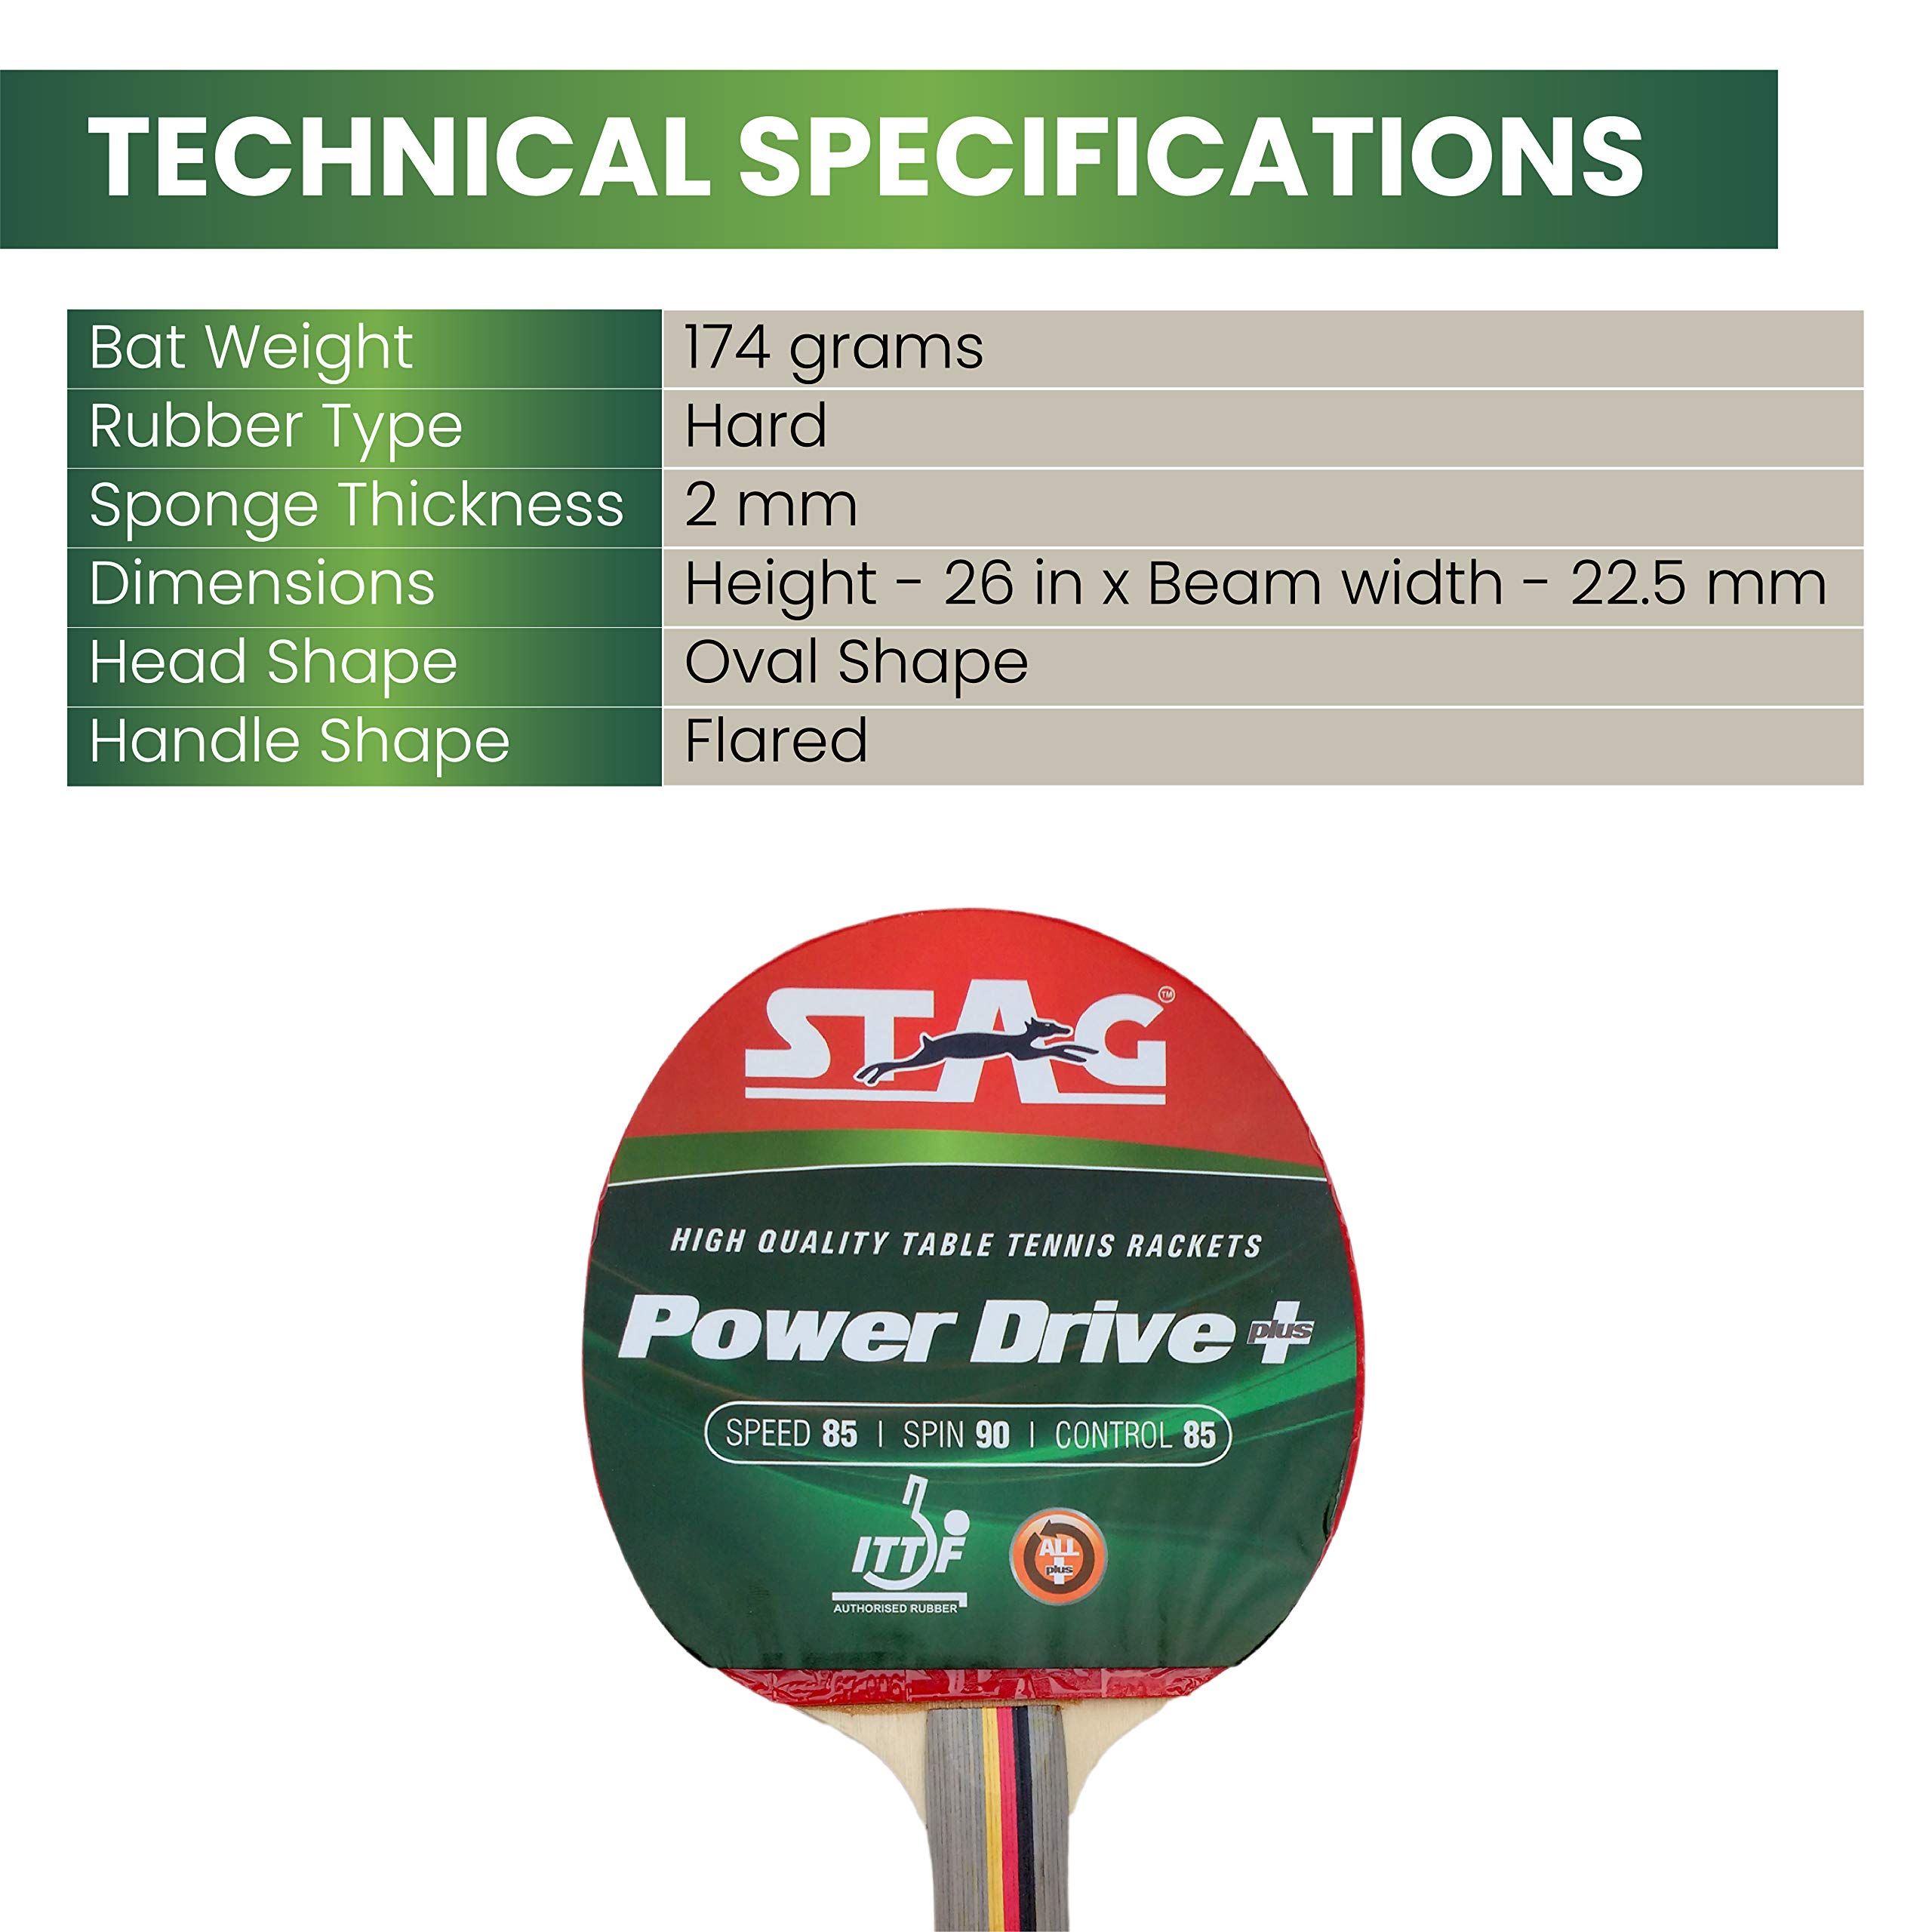 TECHNICAL SPECIFICATIONS
Bat Weight 174 grams
Rubber Type Hard
Sponge Thickness 2 mm
Dimensions Height - 26 in x Beam width - 22.5 mm
Head Shape Oval Shape
Handle Shape Flared
STAG TM
HIGH QUALITY TABLE TENNIS RACKETS
Power Drive + plus
SPEED 85 | SPIN 90 | CONTROL 85
ITTF
AUTHORISED RUBBER
ALL
plus